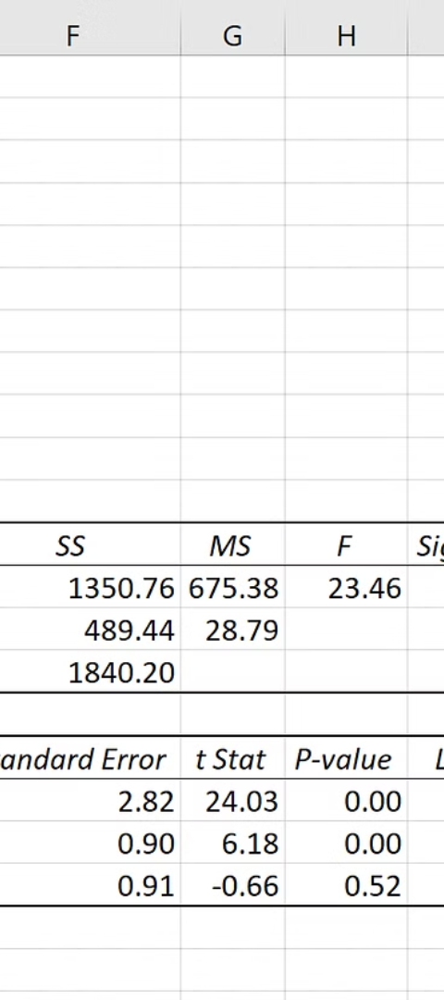 F G H
SS MS F Sig
1350.76 675.38 23.46
489.44 28.79
1840.20
andard Error t Stat P-value L
2.82 24.03 0.00
0.90 6.18 0.00
0.91 -0.66 0.52